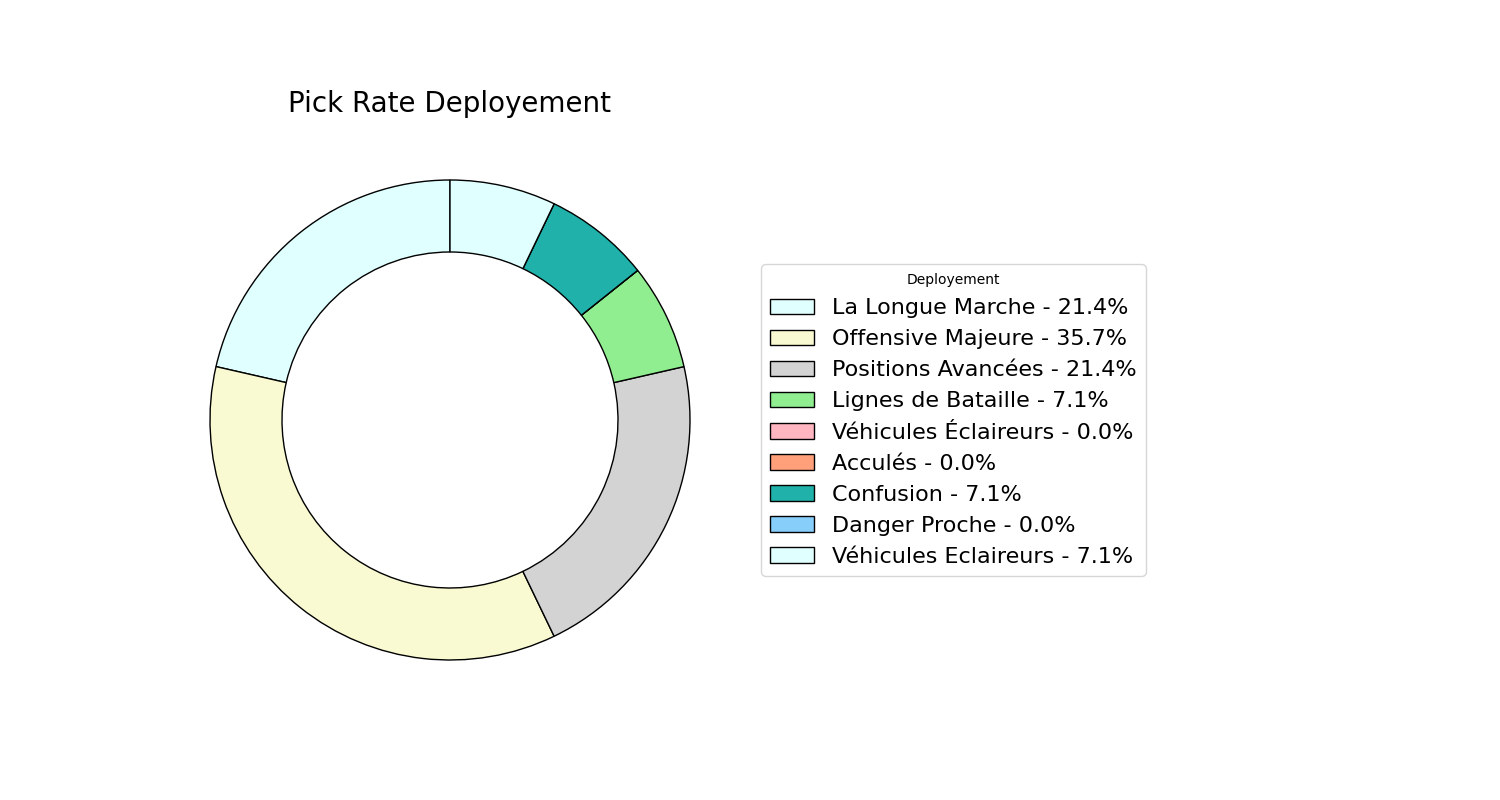 Pick Rate Deployement
Deployement
La Longue Marche - 21.4%
Offensive Majeure - 35.7%
Positions Avancées - 21.4%
Lignes de Bataille - 7.1%
Véhicules Éclaireurs - 0.0%
Acculés - 0.0%
Confusion - 7.1%
Danger Proche - 0.0%
Véhicules Eclaireurs - 7.1%